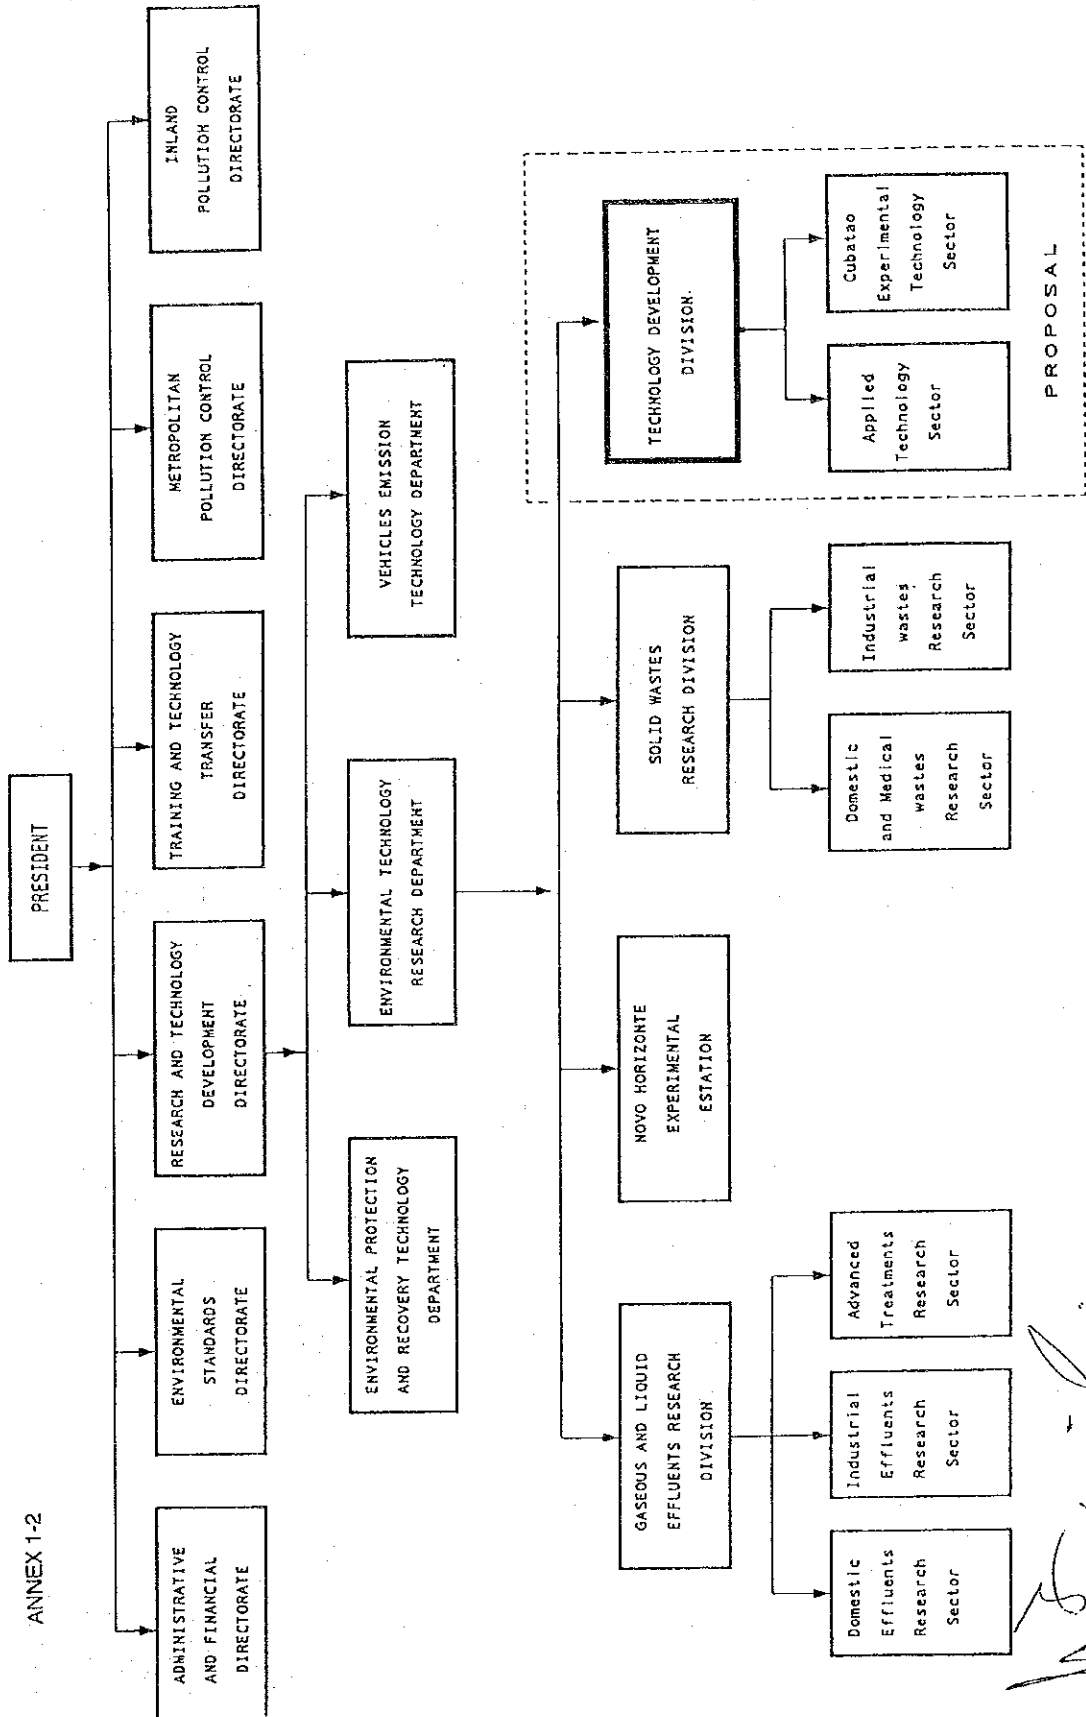 ANNEX 1-2
PRESIDENT
ADMINISTRATIVE
AND FINANCIAL
DIRECTORATE
ENVIRONMENTAL
STANDARDS
DIRECTORATE
RESEARCH AND TECHNOLOGY
DEVELOPMENT
DIRECTORATE
TRAINING AND TECHNOLOGY
TRANSFER
DIRECTORATE
METROPOLITAN
POLLUTION CONTROL
DIRECTORATE
INLAND
POLLUTION CONTROL
DIRECTORATE
ENVIRONMENTAL PROTECTION
AND RECOVERY TECHNOLOGY
DEPARTMENT
ENVIRONMENTAL TECHNOLOGY
RESEARCH DEPARTMENT
VEHICLES EMISSION
TECHNOLOGY DEPARTMENT
GASEOUS AND LIQUID
EFFLUENTS RESEARCH
DIVISION
NOVO HORIZONTE
EXPERIMENTAL
ESTATION
SOLID WASTES
RESEARCH DIVISION
TECHNOLOGY DEVELOPMENT
DIVISION.
Domestic
Effluents
Research
Sector
Industrial
Effluents
Research
Sector
Advanced
Treatments
Research
Sector
Domestic
and Medical
wastes
Research
Sector
Industrial
wastes
Research
Sector
Applied
Technology
Sector
Cubatao
Experimental
Technology
Sector
PROPOSAL